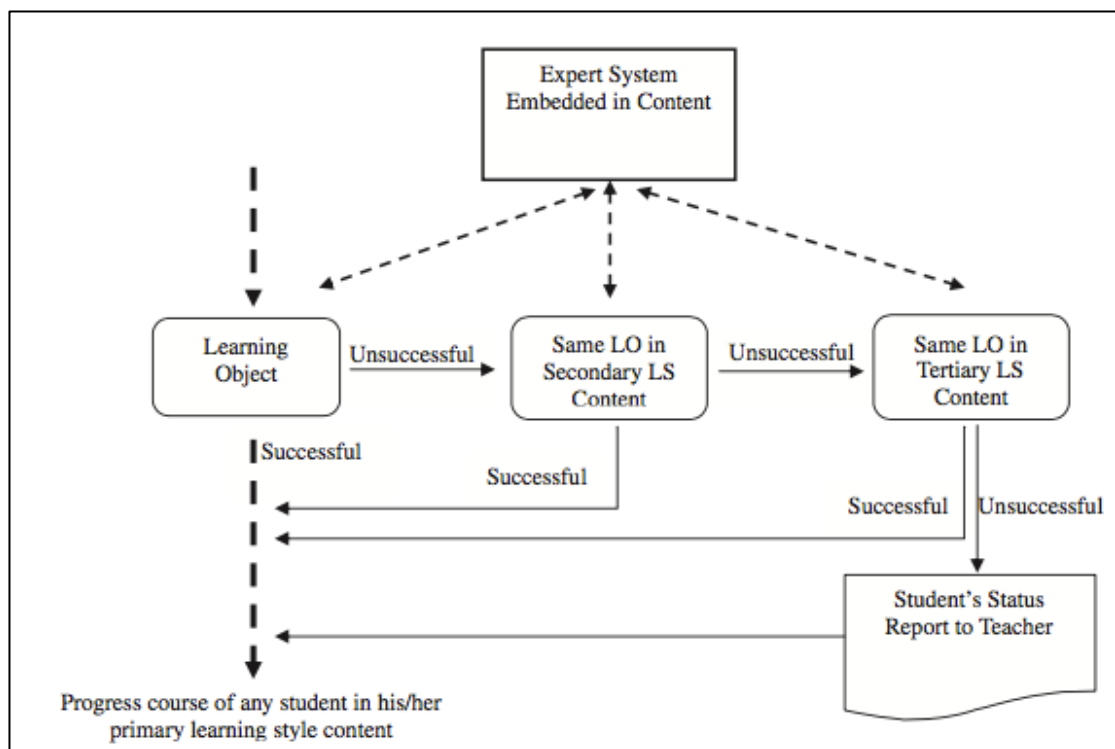 Expert System
Embedded in Content
Learning
Object
Unsuccessful
Same LO in
Secondary LS
Content
Unsuccessful
Same LO in
Tertiary LS
Content
Successful
Successful
Successful
Unsuccessful
Student's Status
Report to Teacher
Progress course of any student in his/her
primary learning style content